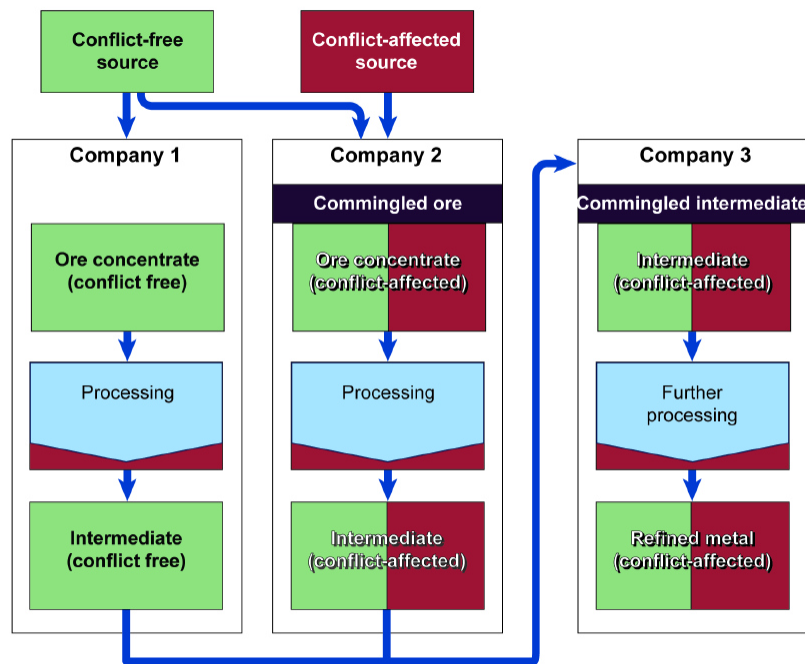 Conflict-free
source
Conflict-affected
source
Company 1
Company 2
Company 3
Commingled ore
Commingled intermediate
Ore concentrate
(conflict free)
Ore concentrate
(conflict-affected)
Intermediate
(conflict-affected)
Processing
Processing
Further
processing
Intermediate
(conflict free)
Intermediate
(conflict-affected)
Refined metal
(conflict-affected)